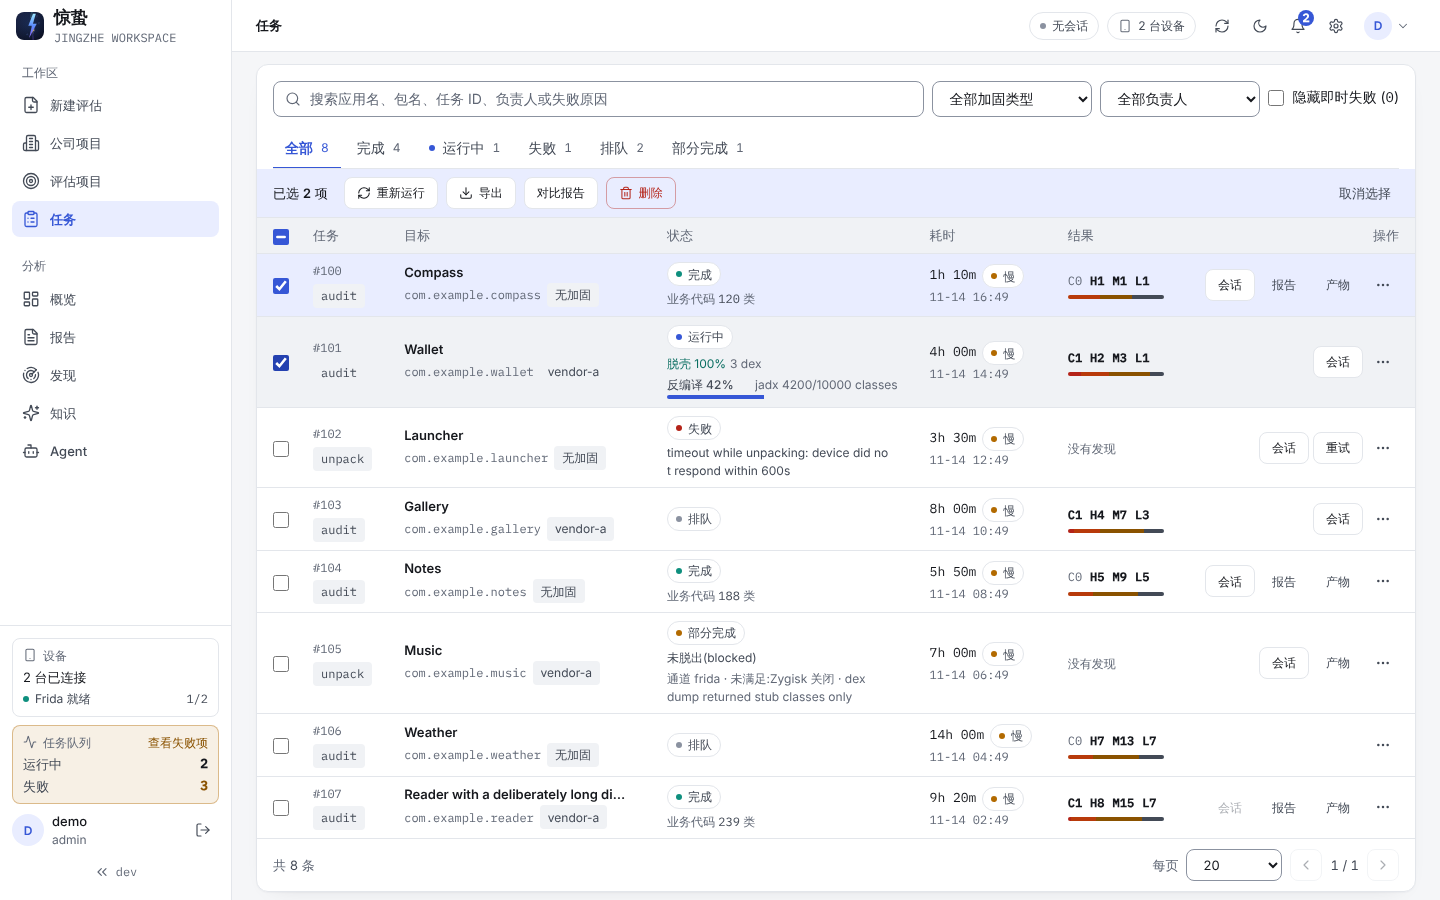 惊蛰
JINGZHE WORKSPACE
工作区
新建评估
公司项目
评估项目
任务
分析
概览
报告
发现
知识
Agent
设备
2 台已连接
Frida 就绪 1/2
任务队列 查看失败项
运行中 2
失败 3
D demo
admin
dev
任务
无会话 2 台设备 2 D
搜索应用名、包名、任务 ID、负责人或失败原因 全部加固类型 全部负责人 隐藏即时失败 (0)
全部 8 完成 4 运行中 1 失败 1 排队 2 部分完成 1
已选 2 项 重新运行 导出 对比报告 删除 取消选择
任务 目标 状态 耗时 结果 操作
#100 Compass 完成 1h 10m 慢 C0 H1 M1 L1 会话 报告 产物 ···
audit com.example.compass 无加固 业务代码 120 类 11-14 16:49
#101 Wallet 运行中 4h 00m 慢 C1 H2 M3 L1 会话 ···
audit com.example.wallet vendor-a 脱壳 100% 3 dex 11-14 14:49
反编译 42% jadx 4200/10000 classes
#102 Launcher 失败 3h 30m 慢 没有发现 会话 重试 ···
unpack com.example.launcher 无加固 timeout while unpacking: device did no 11-14 12:49
t respond within 600s
#103 Gallery 排队 8h 00m 慢 C1 H4 M7 L3 会话 ···
audit com.example.gallery vendor-a 11-14 10:49
#104 Notes 完成 5h 50m 慢 C0 H5 M9 L5 会话 报告 产物 ···
audit com.example.notes 无加固 业务代码 188 类 11-14 08:49
#105 Music 部分完成 7h 00m 慢 没有发现 会话 产物 ···
unpack com.example.music vendor-a 未脱出(blocked) 11-14 06:49
通道 frida · 未满足:Zygisk 关闭 · dex
dump returned stub classes only
#106 Weather 排队 14h 00m 慢 C0 H7 M13 L7 ···
audit com.example.weather 无加固 11-14 04:49
#107 Reader with a deliberately long di... 完成 9h 20m 慢 C1 H8 M15 L7 会话 报告 产物 ···
audit com.example.reader vendor-a 业务代码 239 类 11-14 02:49
共 8 条 每页 20 1 / 1